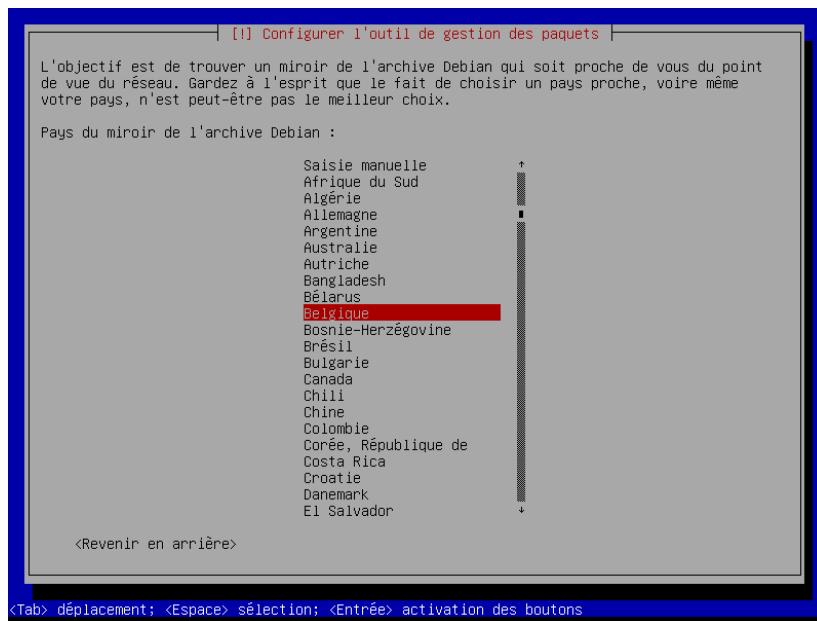 [!] Configurer l'outil de gestion des paquets
L'objectif est de trouver un miroir de l'archive Debian qui soit proche de vous du point
de vue du réseau. Gardez à l'esprit que le fait de choisir un pays proche, voire même
votre pays, n'est peut-être pas le meilleur choix.
Pays du miroir de l'archive Debian :
Saisie manuelle
Afrique du Sud
Algérie
Allemagne
Argentine
Australie
Autriche
Bangladesh
Bélarus
Belgique
Bosnie-Herzégovine
Brésil
Bulgarie
Canada
Chili
Chine
Colombie
Corée, République de
Costa Rica
Croatie
Danemark
El Salvador
<Revenir en arrière>
<Tab> déplacement; <Espace> sélection; <Entrée> activation des boutons